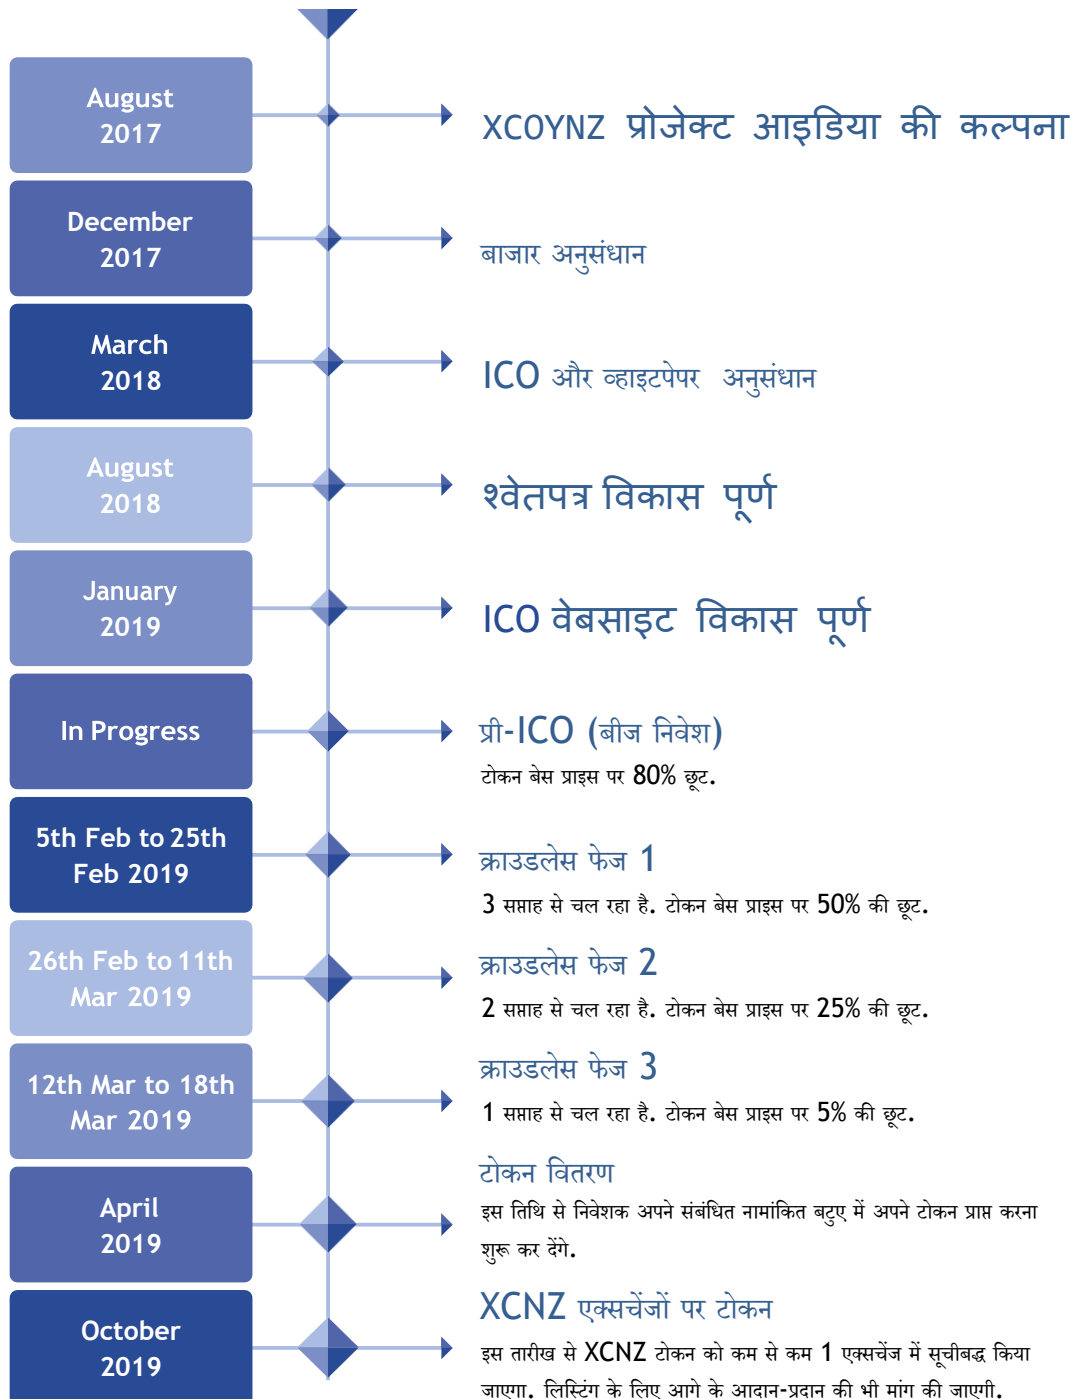 August
2017
XCOYNZ प्रोजेक्ट आइडिया की कल्पना
December
2017
बाजार अनुसंधान
March
2018
ICO और व्हाइटपेपर अनुसंधान
August
2018
श्वेतपत्र विकास पूर्ण
January
2019
ICO वेबसाइट विकास पूर्ण
In Progress
प्री-ICO (बीज निवेश)
टोकन बेस प्राइस पर 80% छूट.
5th Feb to 25th
Feb 2019
क्राउडलेस फेज 1
3 सप्ताह से चल रहा है. टोकन बेस प्राइस पर 50% की छूट.
26th Feb to 11th
Mar 2019
क्राउडलेस फेज 2
2 सप्ताह से चल रहा है. टोकन बेस प्राइस पर 25% की छूट.
12th Mar to 18th
Mar 2019
क्राउडलेस फेज 3
1 सप्ताह से चल रहा है. टोकन बेस प्राइस पर 5% की छूट.
April
2019
टोकन वितरण
इस तिथि से निवेशक अपने संबंधित नामांकित बटुए में अपने टोकन प्राप्त करना
शुरू कर देंगे.
October
2019
XCNZ एक्सचेंजों पर टोकन
इस तारीख से XCNZ टोकन को कम से कम 1 एक्सचेंज में सूचीबद्ध किया
जाएगा. लिस्टिंग के लिए आगे के आदान-प्रदान की भी मांग की जाएगी.